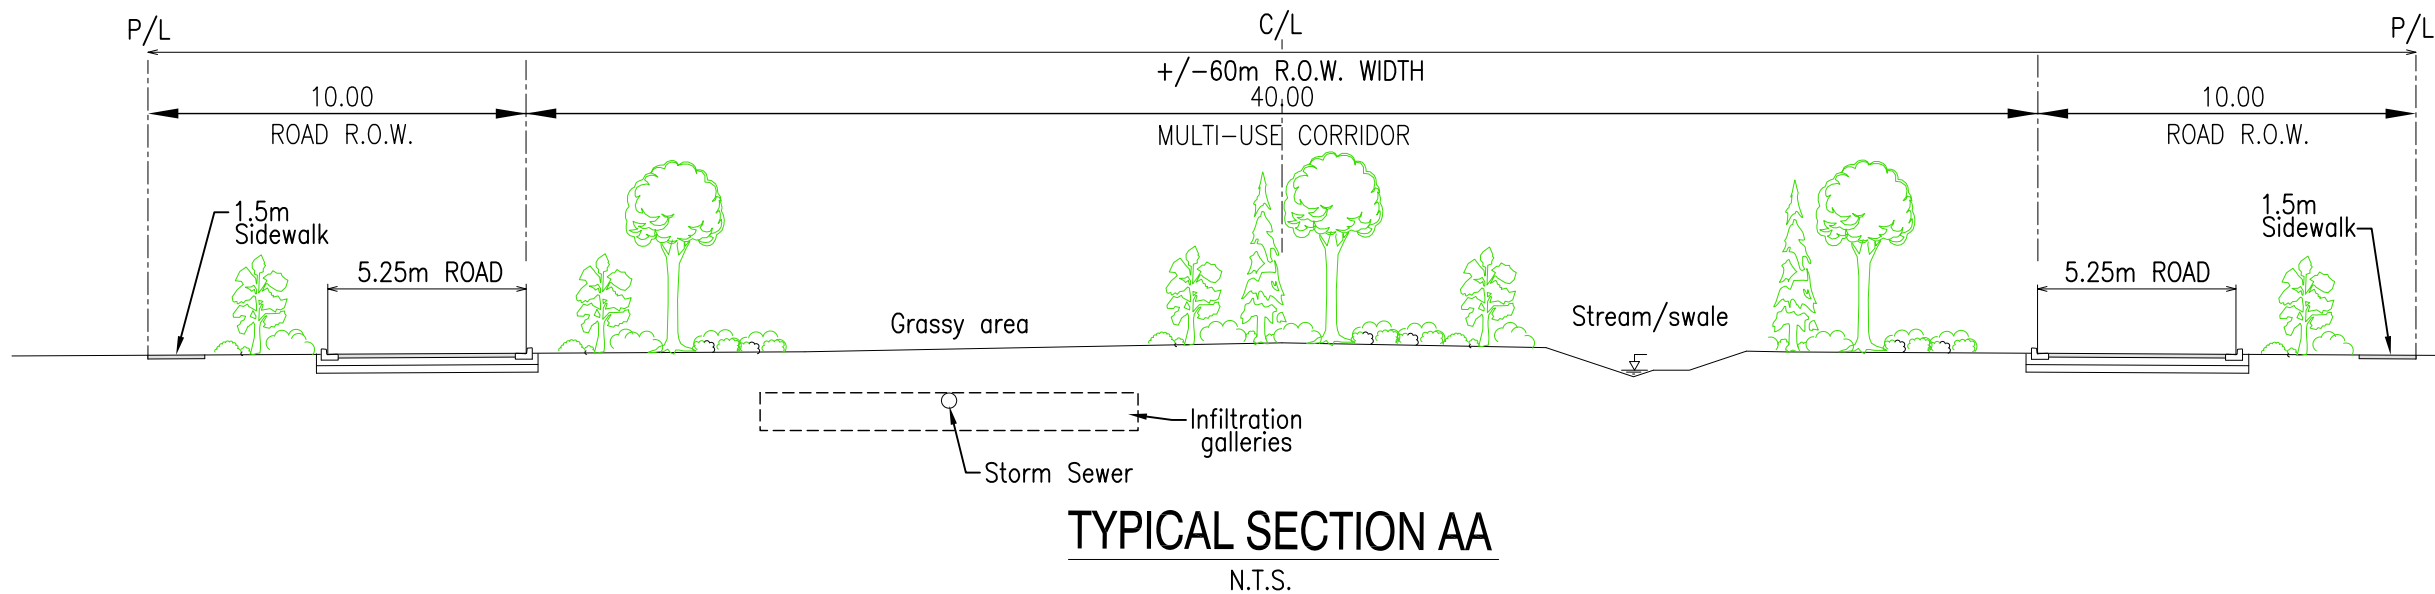 P/L
C/L
P/L
+/-60m R.O.W. WIDTH
10.00
40.00
10.00
ROAD R.O.W.
MULTI-USE CORRIDOR
ROAD R.O.W.
1.5m
Sidewalk
1.5m
Sidewalk
5.25m ROAD
5.25m ROAD
Grassy area
Stream/swale
Infiltration
galleries
Storm Sewer
TYPICAL SECTION AA
N.T.S.